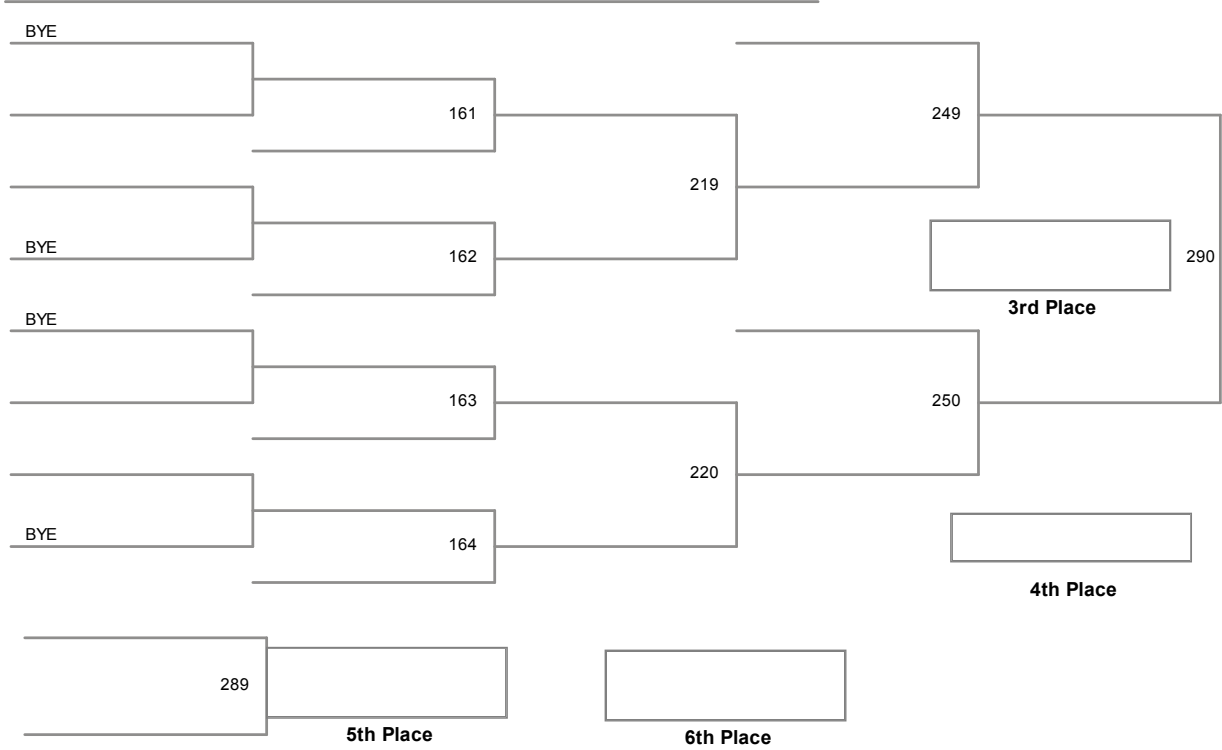 BYE
161
249
219
BYE
162
290
3rd Place
BYE
163
250
220
BYE
164
4th Place
289
5th Place
6th Place